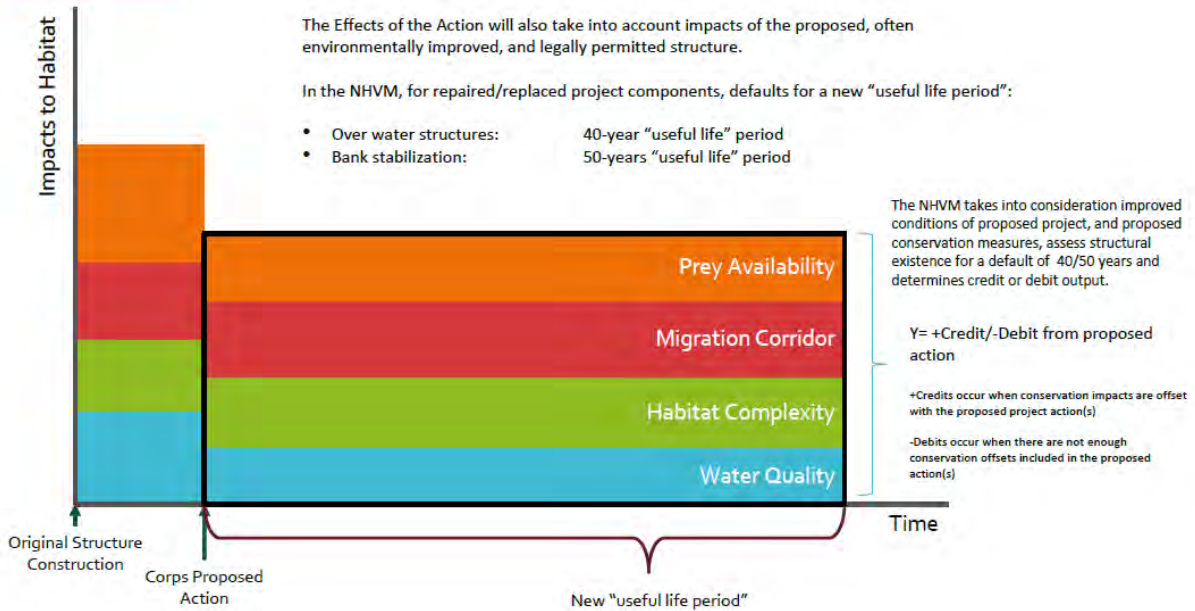 The Effects of the Action will also take into account impacts of the proposed, often
environmentally improved, and legally permitted structure.
In the NHVM, for repaired/replaced project components, defaults for a new “useful life period”:
• Over water structures: 40-year “useful life” period
• Bank stabilization: 50-years “useful life” period
Impacts to Habitat
The NHVM takes into consideration improved
conditions of proposed project, and proposed
conservation measures, assess structural
existence for a default of 40/50 years and
determines credit or debit output.
Y= +Credit/-Debit from proposed
action
+Credits occur when conservation impacts are offset
with the proposed project action(s)
-Debits occur when there are not enough
conservation offsets included in the proposed
action(s)
Prey Availability
Migration Corridor
Habitat Complexity
Water Quality
Time
Original Structure
Construction
Corps Proposed
Action
New “useful life period”